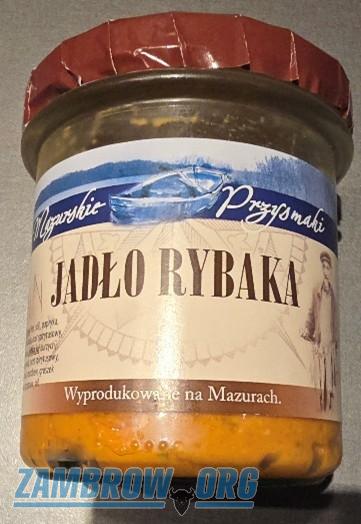 Mazurskie Przysmaki
JADŁO RYBAKA
Wyprodukowane na Mazurach.
ZAMBROW ORG